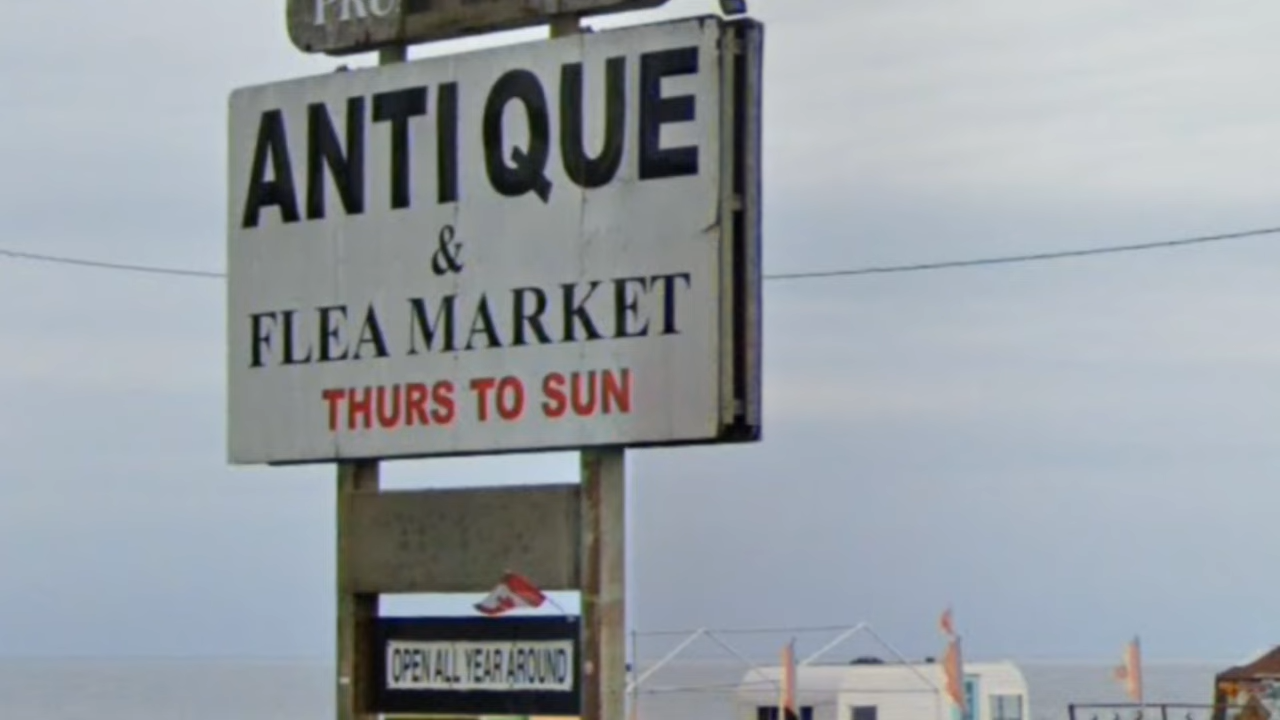 ANTIQUE
&
FLEA MARKET
THURS TO SUN
OPEN ALL YEAR AROUND